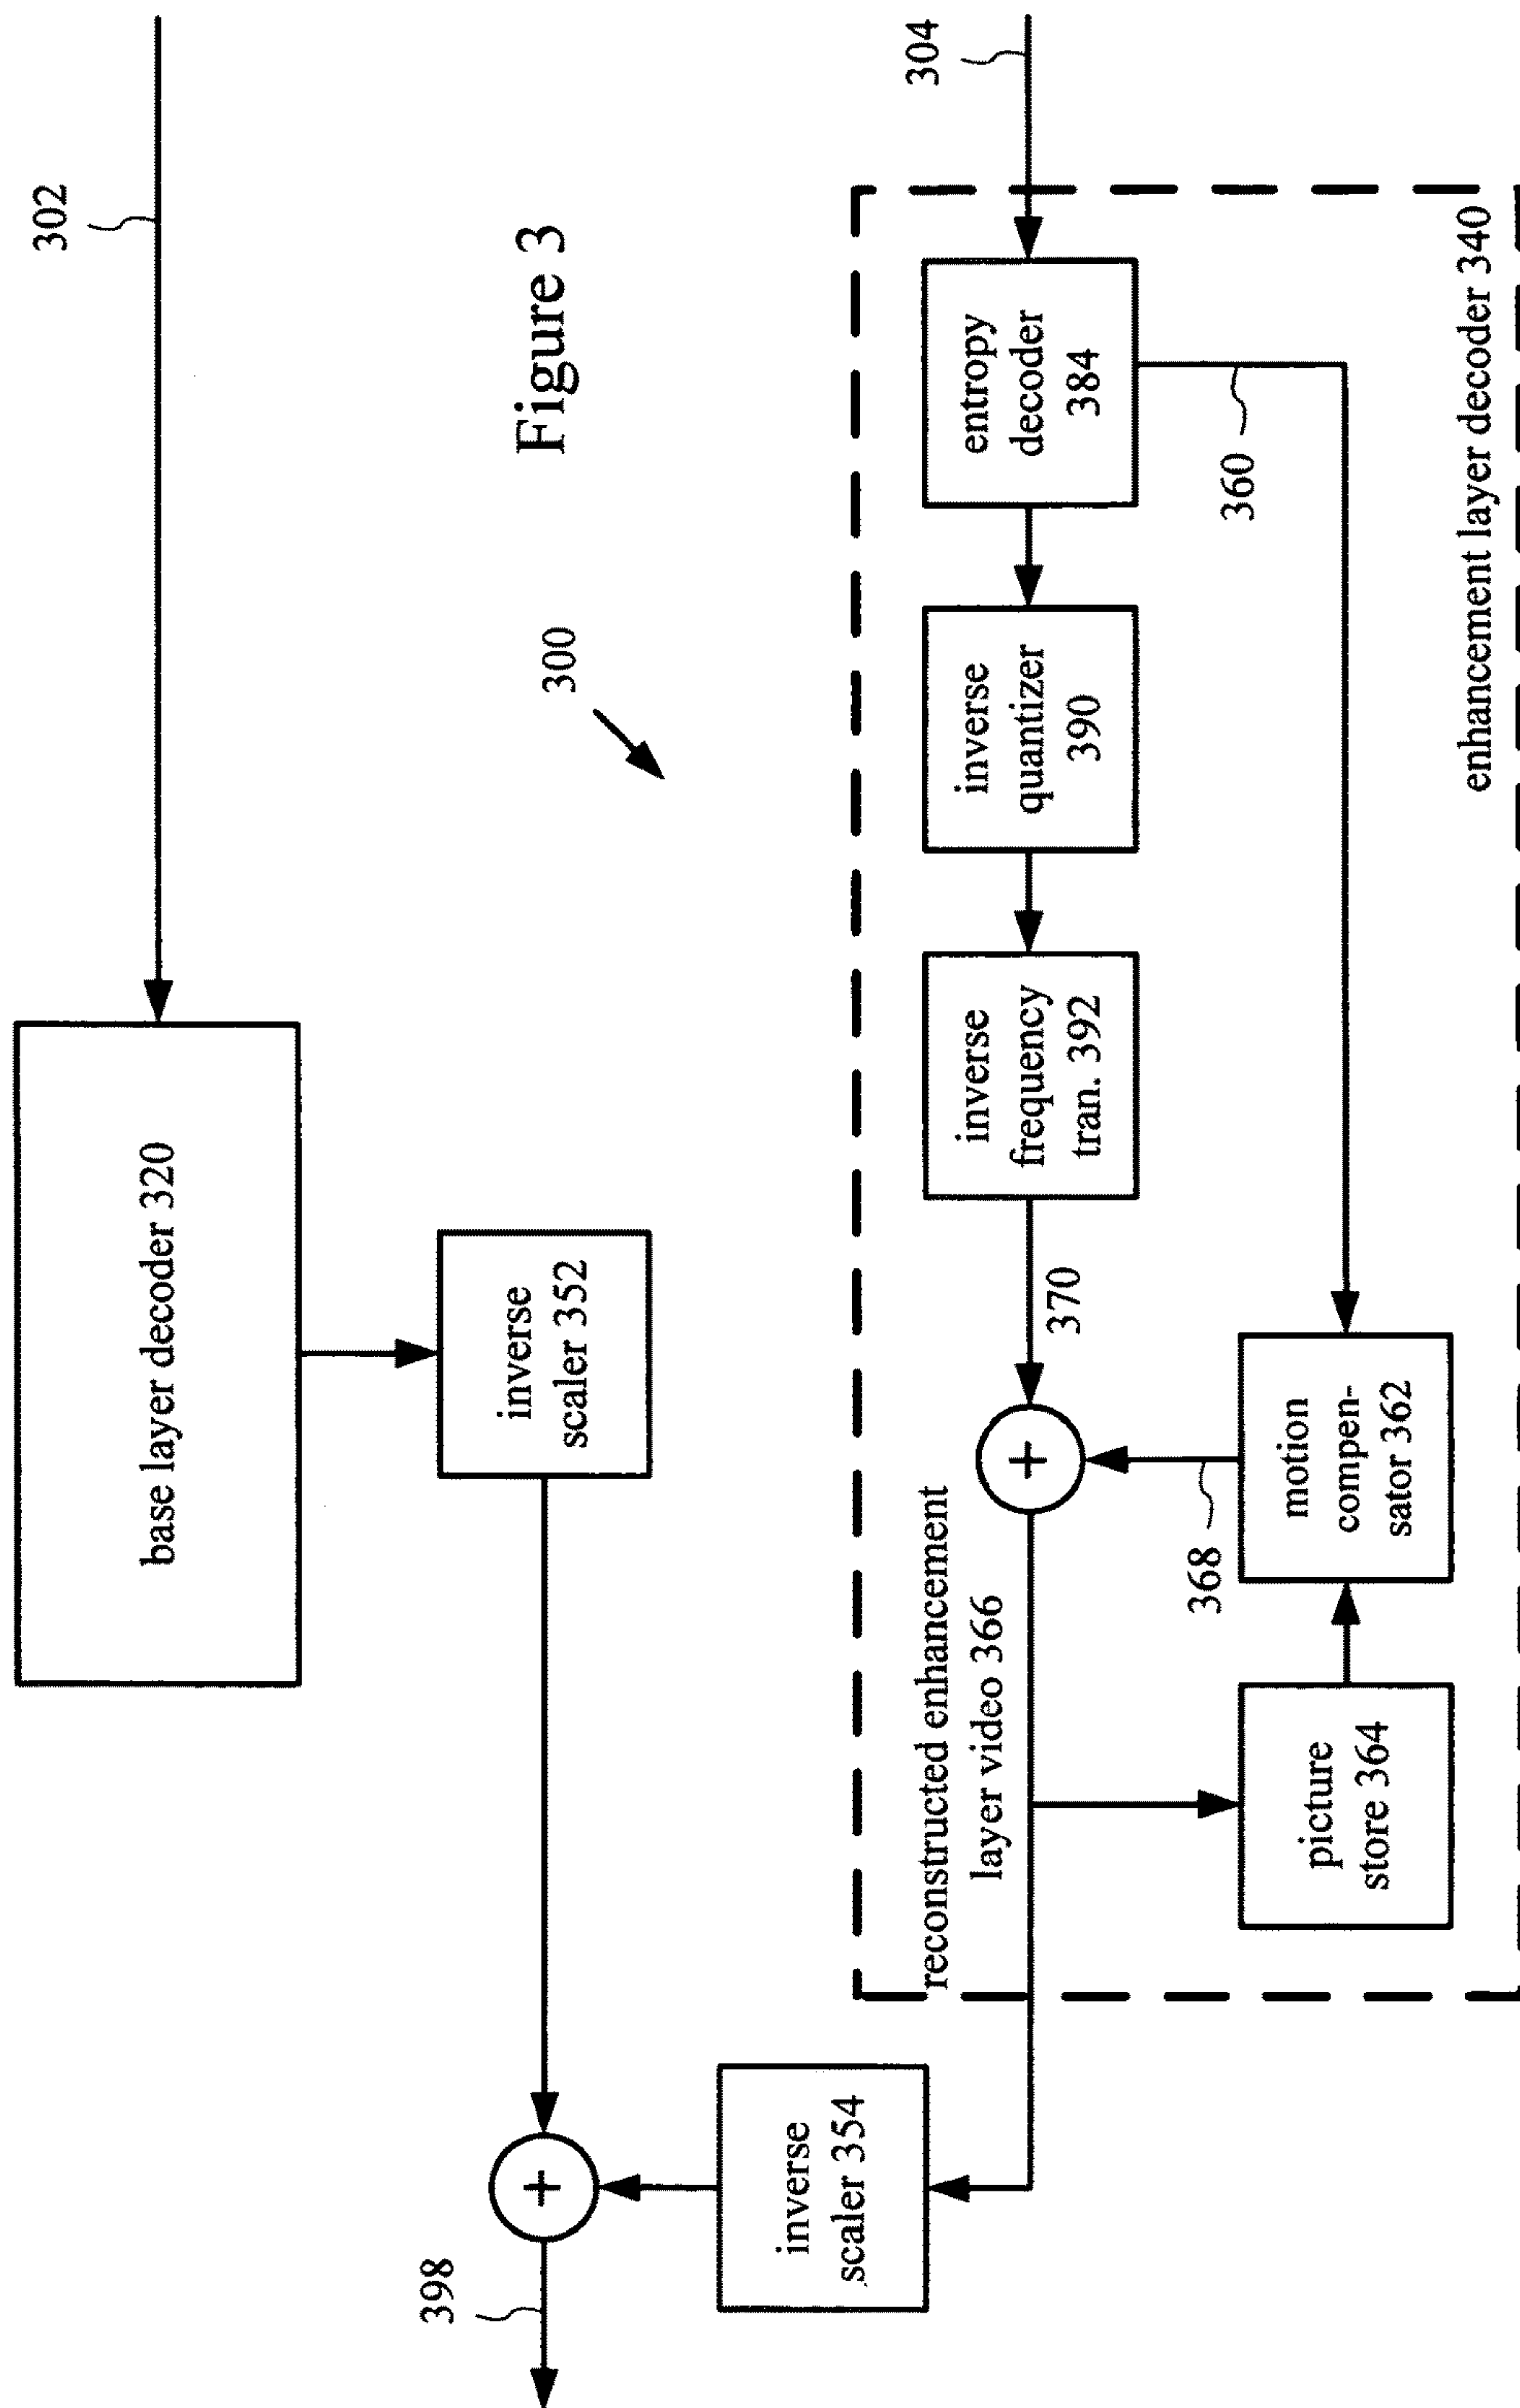 302
base layer decoder 320
Figure 3
300
inverse
scaler 352
398
inverse
scaler 354
304
entropy
decoder
384
inverse
quantizer
390
inverse
frequency
tran. 392
370
reconstructed enhancement
layer video 366
360
368
motion
compen-
sator 362
picture
store 364
enhancement layer decoder 340